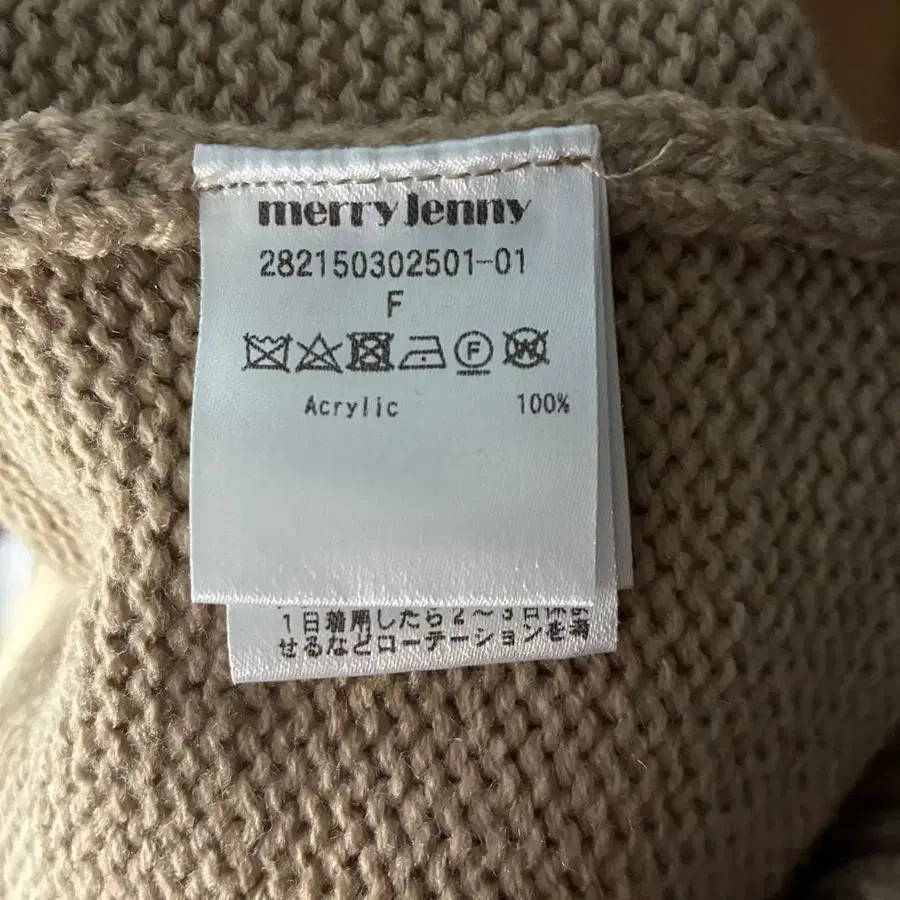 merry jenny
282150302501-01
F
F W
Acrylic 100%
1日着用したら2〜3日休ま
せるなどローテーションを